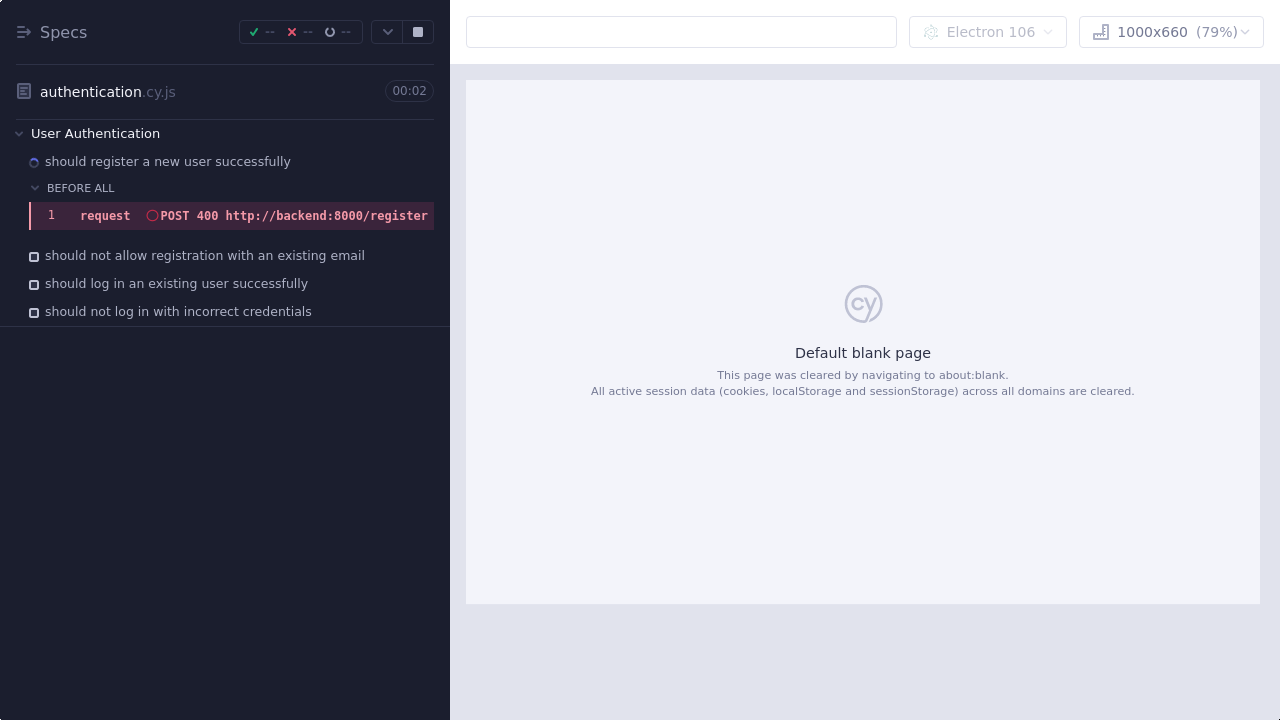 Specs
-- -- --
Electron 106
1000x660 (79%)
authentication.cy.js
00:02
User Authentication
should register a new user successfully
BEFORE ALL
1 request POST 400 http://backend:8000/register
should not allow registration with an existing email
should log in an existing user successfully
should not log in with incorrect credentials
cy
Default blank page
This page was cleared by navigating to about:blank.
All active session data (cookies, localStorage and sessionStorage) across all domains are cleared.